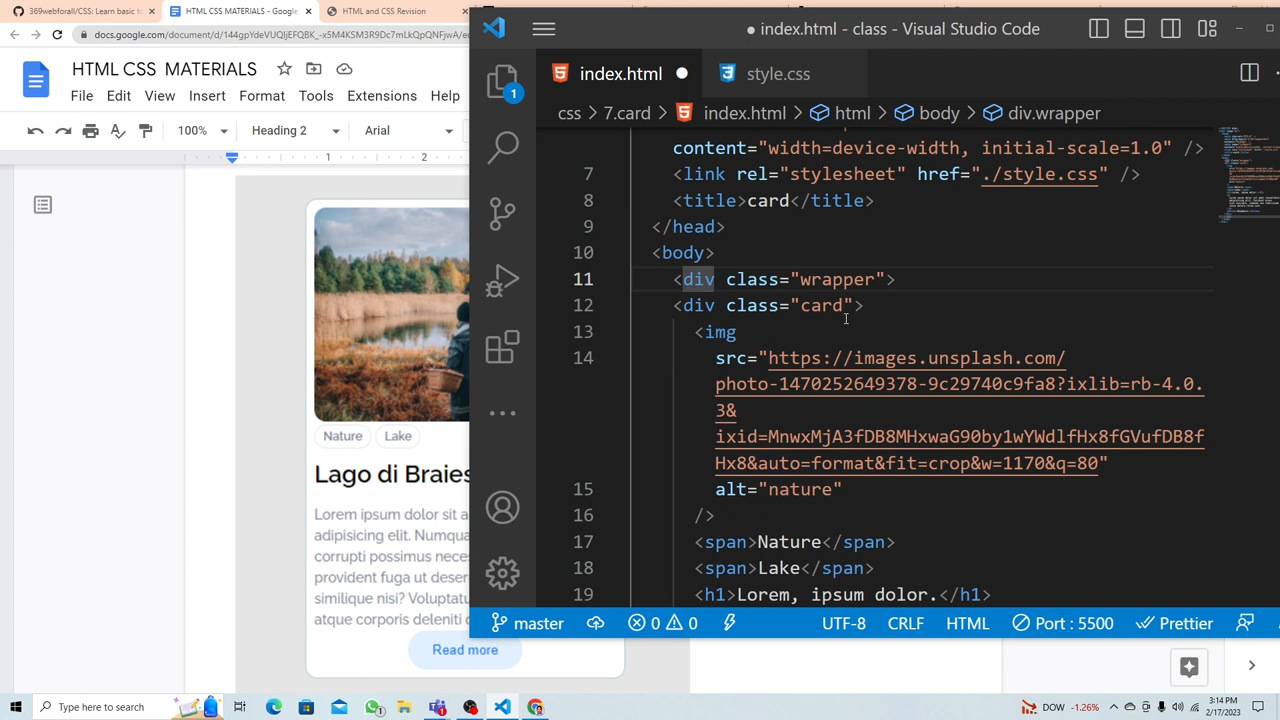 369webforall/CSS: Learn basic to
HTML CSS MATERIALS - Google
HTML and CSS Revision
docs.google.com/document/d/144gpYdeVUQIjEFQBK_-x5M4KSM3R9Dc7mLkQpQNFjwA/ed
HTML CSS  MATERIALS
File Edit View Insert Format Tools Extensions Help
100% Heading 2 Arial
1 2
Nature Lake
Lago di Braies
Lorem ipsum dolor sit a
adipisicing elit. Numqua
corrupti possimus neces
provident fuga ut deser
similique nisi? Voluptatu
atque corporis deleniti c
Read more
● index.html - class - Visual Studio Code
index.html ●
style.css
css > 7.card > index.html > html > body > div.wrapper
1
content="width=device-width, initial-scale=1.0" />
7 <link rel="stylesheet" href="./style.css" />
8 <title>card</title>
9 </head>
10 <body>
11 <div class="wrapper">
12 <div class="card">
13 <img
14 src="https://images.unsplash.com/
photo-1470252649378-9c29740c9fa8?ixlib=rb-4.0.
3&
ixid=MnwxMjA3fDB8MHxwaG90by1wYWdlfHx8fGVufDB8f
Hx8&auto=format&fit=crop&w=1170&q=80"
15 alt="nature"
16 />
17 <span>Nature</span>
18 <span>Lake</span>
19 <h1>Lorem, ipsum dolor.</h1>
master 0 0 UTF-8 CRLF HTML Port : 5500 Prettier
Type here to search
1
DOW -1.26%
3:14 PM
2/17/2023